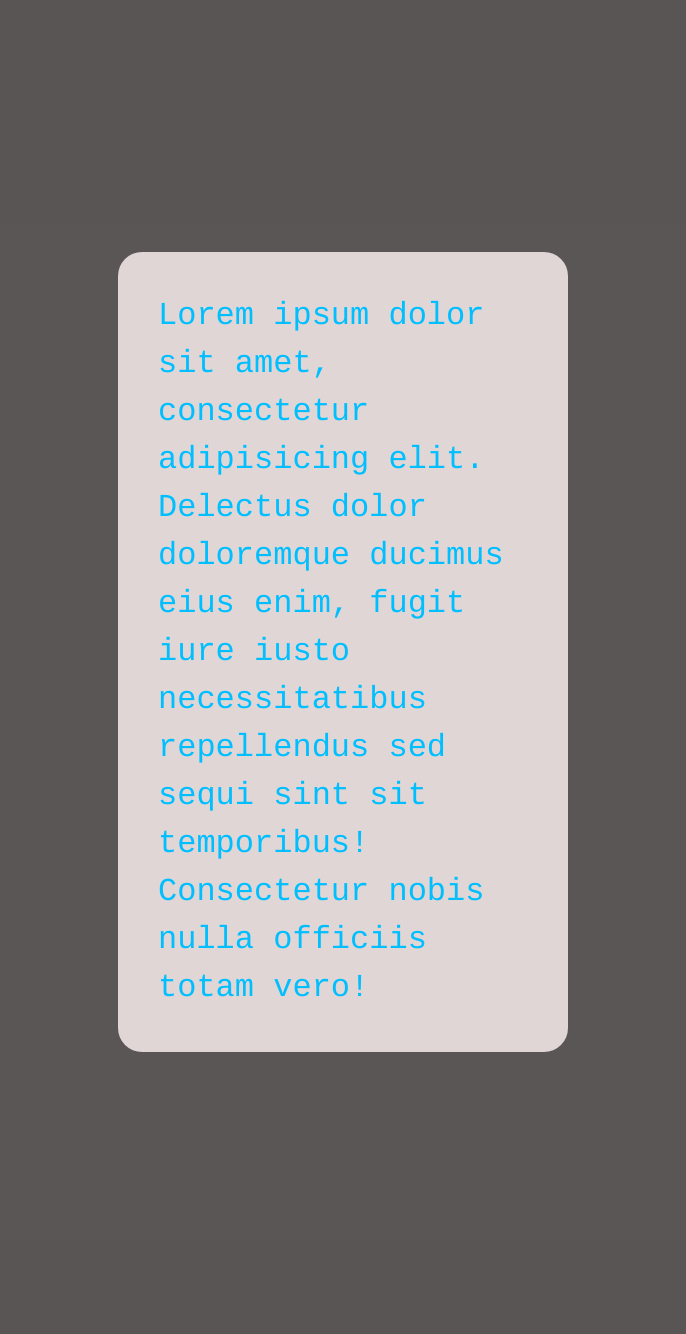 Lorem ipsum dolor
sit amet,
consectetur
adipisicing elit.
Delectus dolor
doloremque ducimus
eius enim, fugit
iure iusto
necessitatibus
repellendus sed
sequi sint sit
temporibus!
Consectetur nobis
nulla officiis
totam vero!